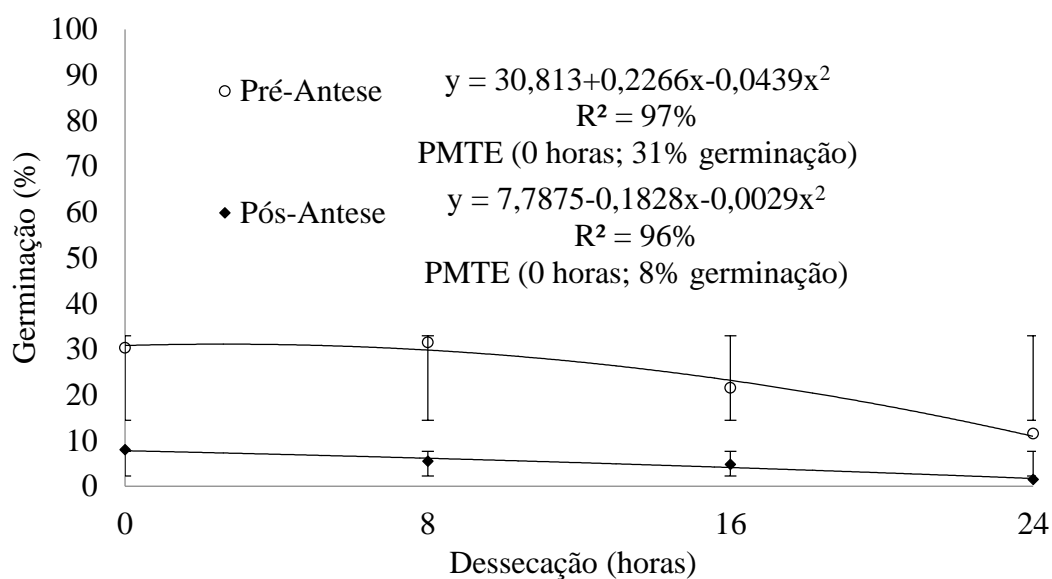 100
90
80
70
60
50
40
30
20
10
0
Germinação (%)
Pré-Antese
y = 30,813+0,2266x-0,0439x²
R² = 97%
PMTE (0 horas; 31% germinação)
Pós-Antese
y = 7,7875-0,1828x-0,0029x²
R² = 96%
PMTE (0 horas; 8% germinação)
0 8 16 24
Dessecação (horas)